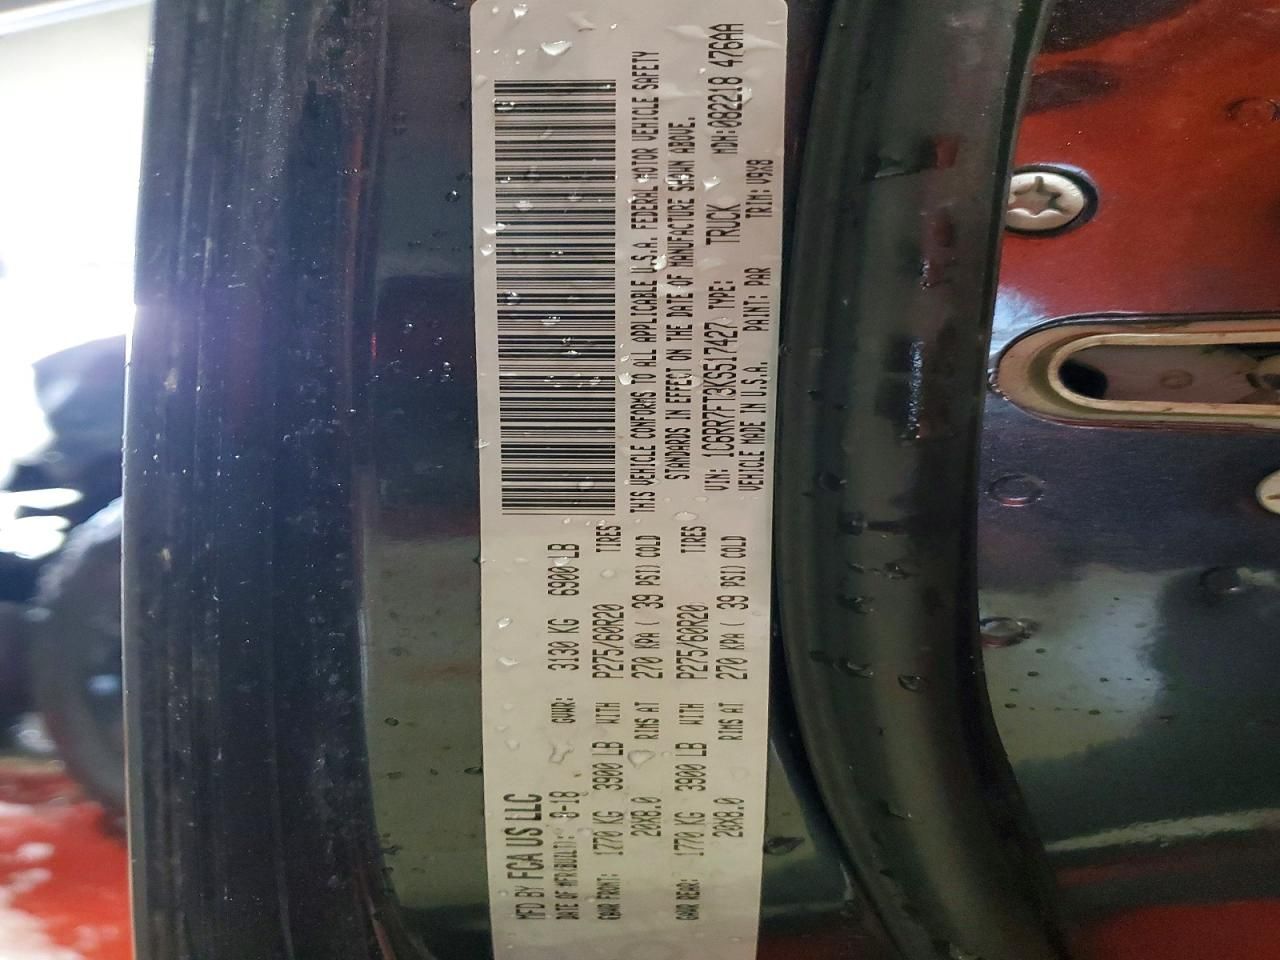 MFD BY FCA US LLC
DATE OF MFR(BUILT): 8-18 GVWR: 3130 KG 6900 LB
GAWR FRONT: 1770 KG 3900 LB WITH P275/60R20 TIRES
20X8.0 RIMS AT 270 KPA ( 39 PSI) COLD
GAWR REAR: 1770 KG 3900 LB WITH P275/60R20 TIRES
20X8.0 RIMS AT 270 KPA ( 39 PSI) COLD
THIS VEHICLE CONFORMS TO ALL APPLICABLE U.S.A. FEDERAL MOTOR VEHICLE SAFETY
STANDARDS IN EFFECT ON THE DATE OF MANUFACTURE SHOWN ABOVE.
VIN: 1C6RR7FT3KS517427 TYPE: TRUCK MDH:082218 476AA
VEHICLE MADE IN U.S.A. PAINT: PAR TRIM: V9X8